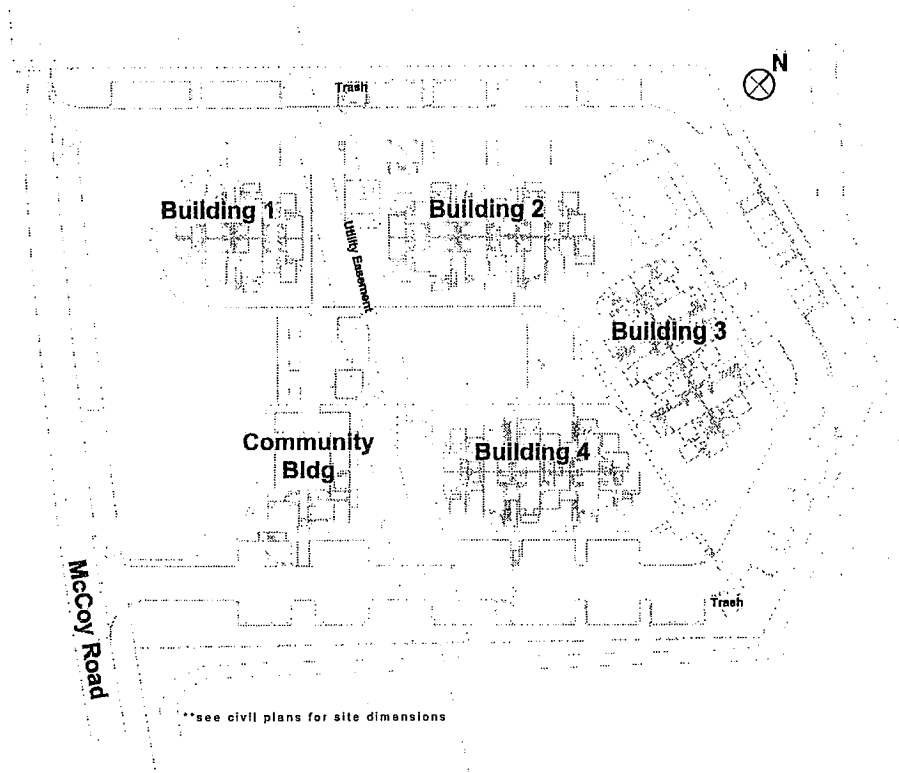 N
Trash
Building 1
Building 2
Utility Easement
Building 3
Community
Bldg
Building 4
McCoy Road
Trash
**see civil plans for site dimensions